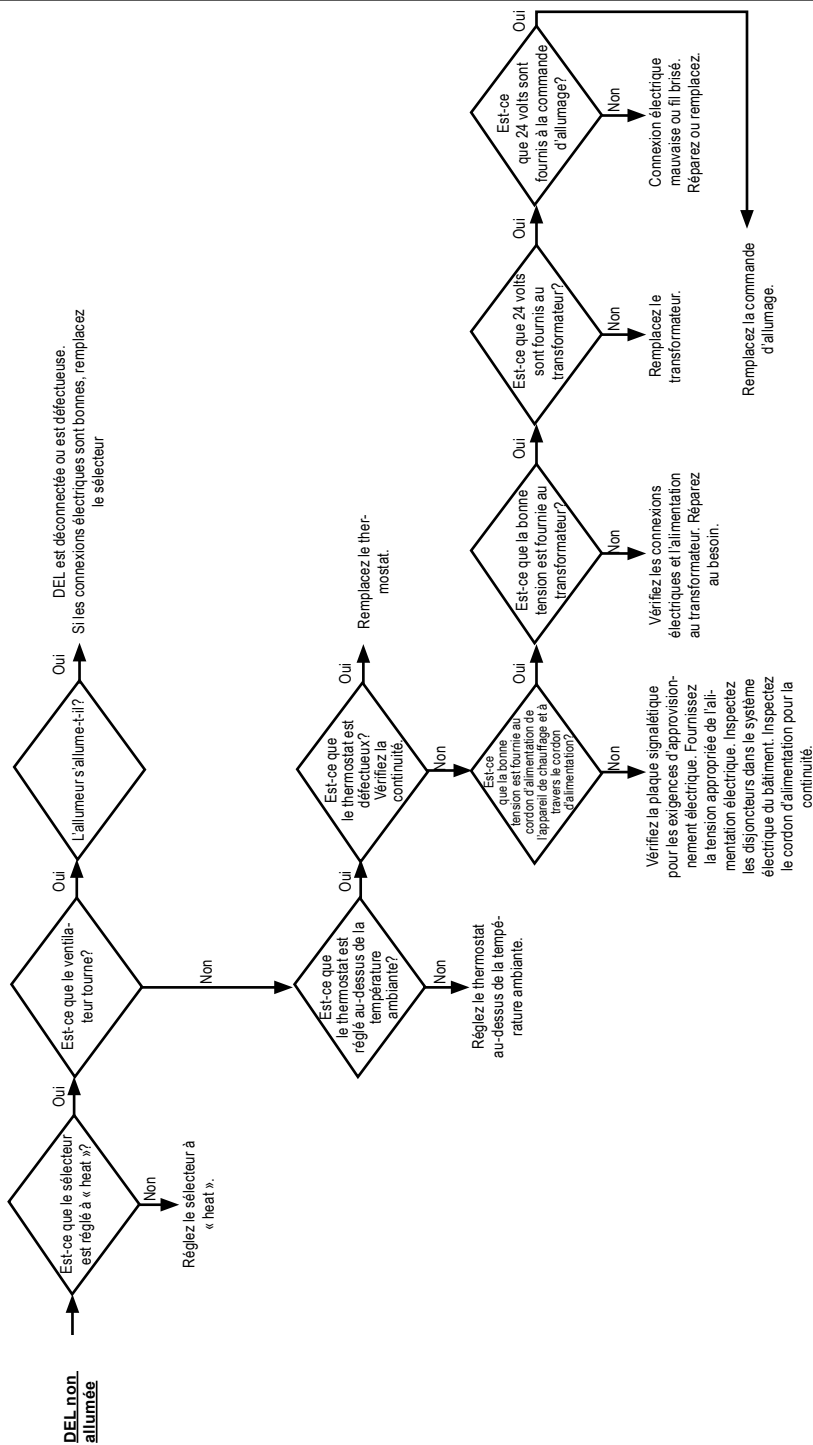 DEL non
allumée
Est-ce que le sélecteur
est réglé à « heat »?
Oui
Non
Réglez le sélecteur à
« heat ».
Est-ce que le ventila-
teur tourne?
Oui
Non
L'allumeur s'allume-t-il?
Oui
DEL est déconnectée ou est défectueuse.
Si les connexions électriques sont bonnes, remplacez
le sélecteur
Est-ce que
le thermostat est
réglé au-dessus de la
température
ambiante?
Oui
Non
Réglez le thermostat
au-dessus de la tempé-
rature ambiante.
Est-ce que
le thermostat est
défectueux?
Vérifiez la
continuité.
Oui
Remplacez le ther-
mostat.
Non
Est-ce
que la bonne
tension est fournie au
cordon d'alimentation de
l'appareil de chauffage et à
travers le cordon
d'alimentation?
Oui
Non
Vérifiez la plaque signalétique
pour les exigences d'approvision-
nement électrique. Fournissez
la tension appropriée de l'ali-
mentation électrique. Inspectez
les disjoncteurs dans le système
électrique du bâtiment. Inspectez
le cordon d'alimentation pour la
continuité.
Est-ce que la bonne
tension est fournie au
transformateur?
Oui
Non
Vérifiez les connexions
électriques et l'alimentation
au transformateur. Réparez
au besoin.
Est-ce que 24 volts
sont fournis au
transformateur?
Oui
Non
Remplacez le
transformateur.
Est-ce
que 24 volts sont
fournis à la commande
d'allumage?
Oui
Non
Connexion électrique
mauvaise ou fil brisé.
Réparez ou remplacez.
Remplacez la commande
d'allumage.